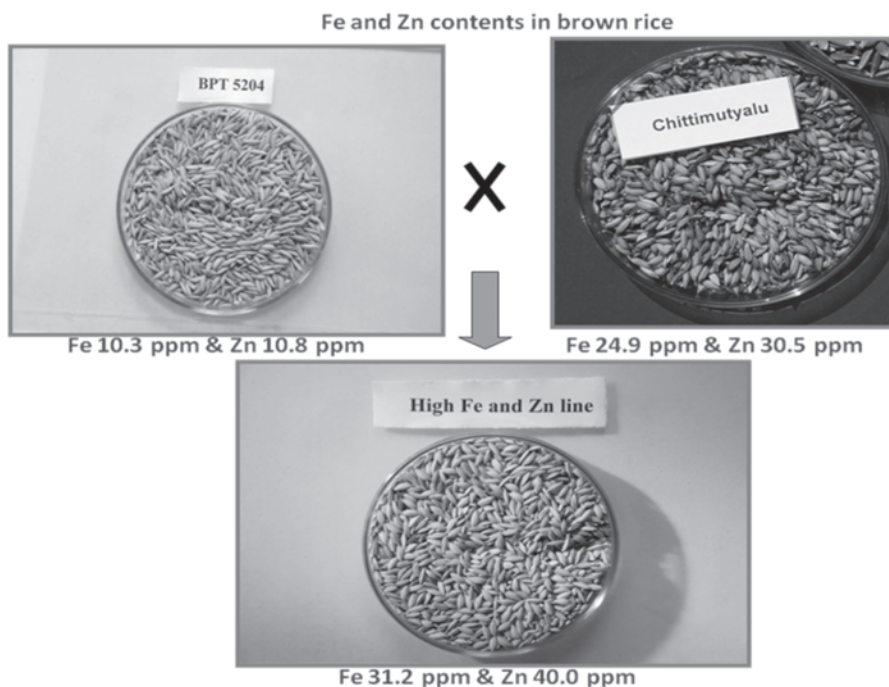 Fe and Zn contents in brown rice
BPT 5204
Chittimutyalu
X
Fe 10.3 ppm & Zn 10.8 ppm
Fe 24.9 ppm & Zn 30.5 ppm
High Fe and Zn line
Fe 31.2 ppm & Zn 40.0 ppm